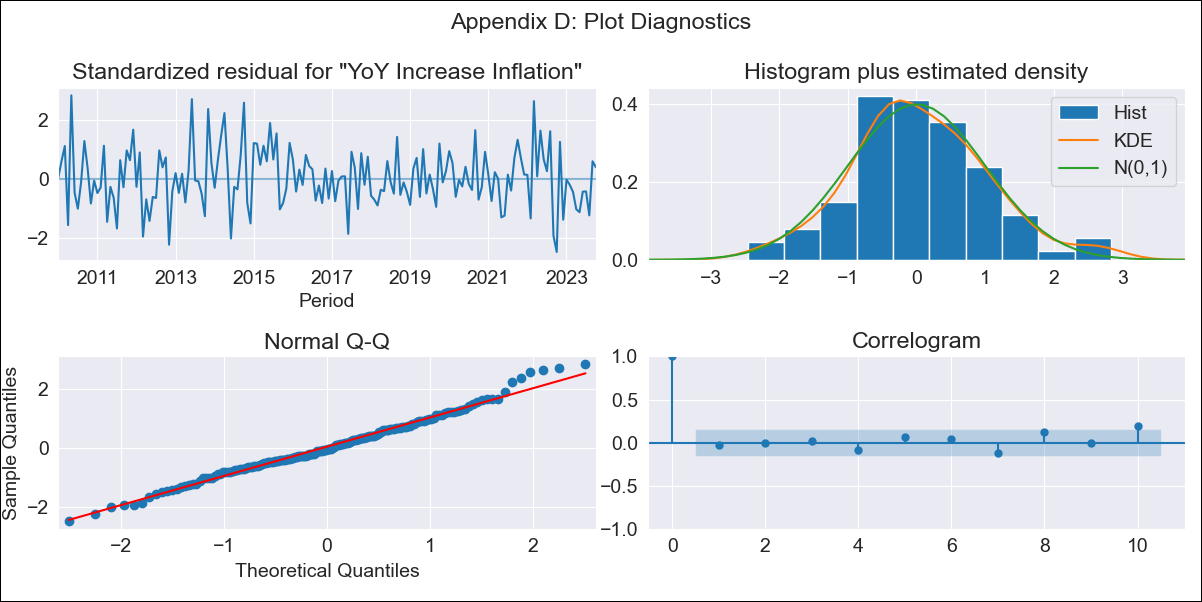 Appendix D: Plot Diagnostics
Standardized residual for "YoY Increase Inflation"
2
0
−2
2011 2013 2015 2017 2019 2021 2023
Period
Histogram plus estimated density
0.4
0.2
0.0
−3 −2 −1 0 1 2 3
Hist
KDE
N(0,1)
Normal Q-Q
Sample Quantiles
2
0
−2
−2 −1 0 1 2
Theoretical Quantiles
Correlogram
1.0
0.5
0.0
−0.5
−1.0
0 2 4 6 8 10